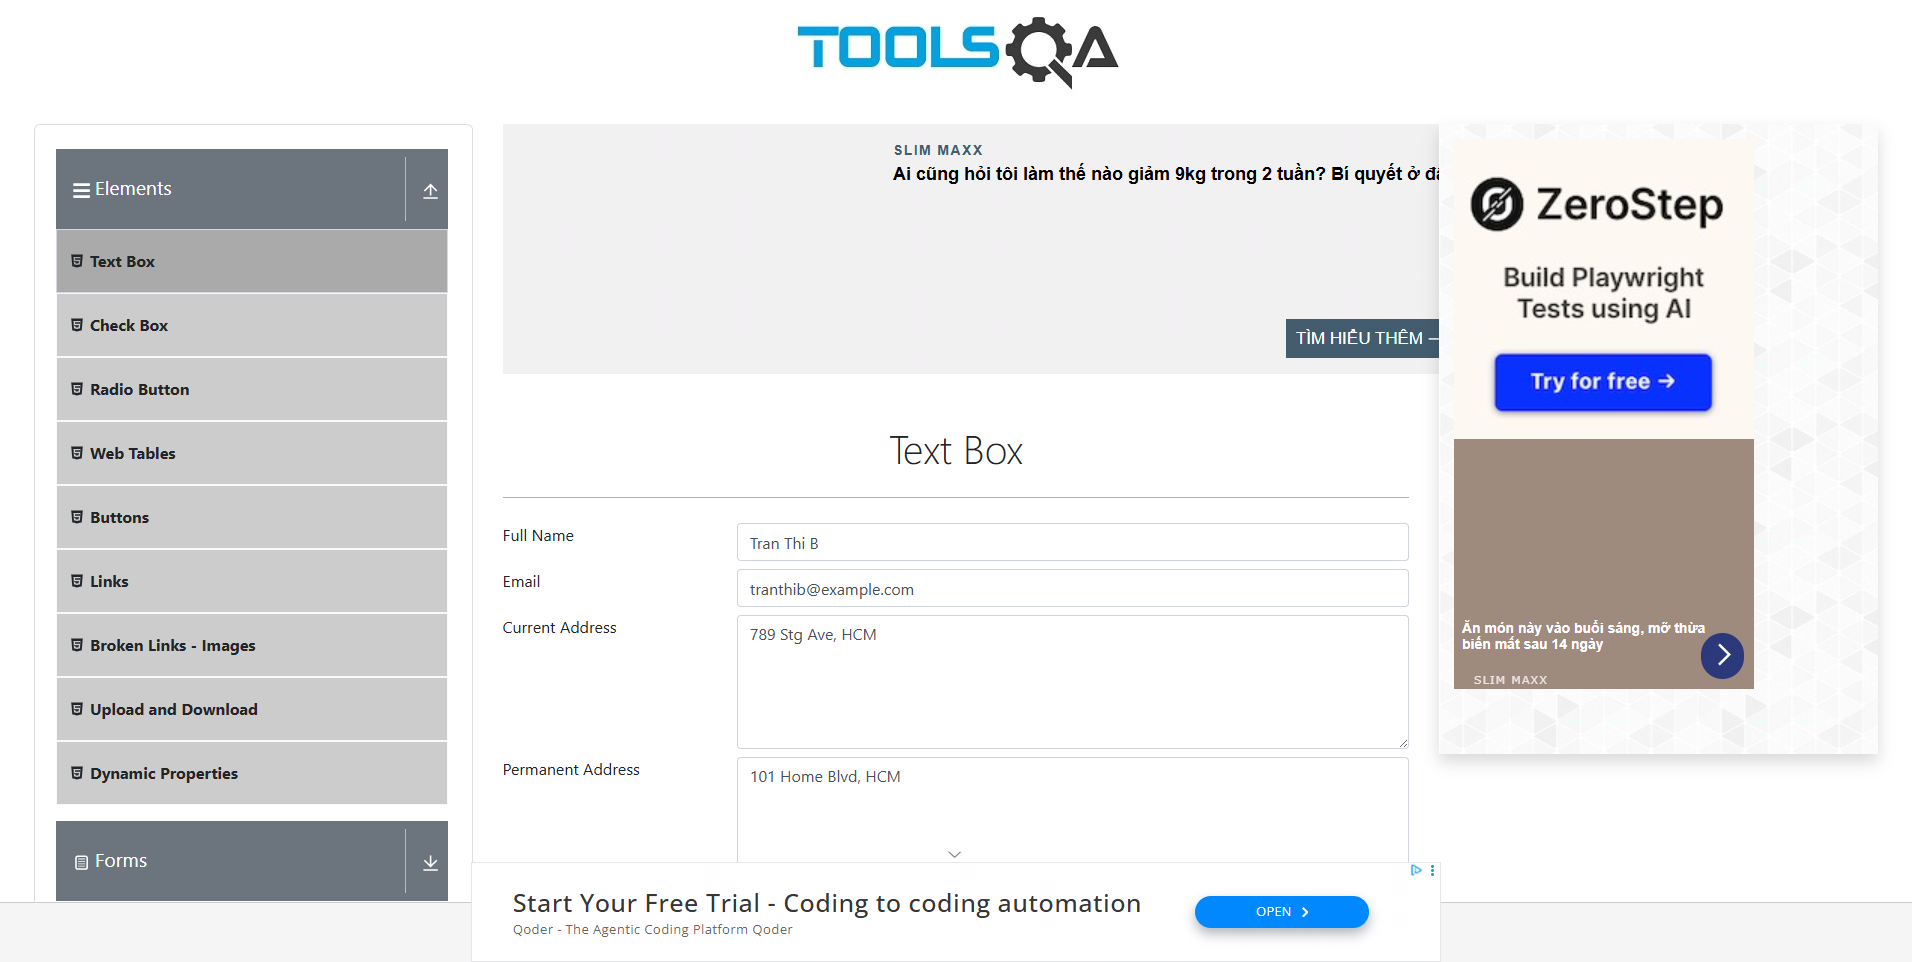 TOOLSQA
Elements
Text Box
Check Box
Radio Button
Web Tables
Buttons
Links
Broken Links - Images
Upload and Download
Dynamic Properties
Forms
SLIM MAXX
Ai cũng hỏi tôi làm thế nào giảm 9kg trong 2 tuần? Bí quyết ở
TÌM HIỂU THÊM
Text Box
Full Name
Tran Thi B
Email
tranthib@example.com
Current Address
789 Stg Ave, HCM
Permanent Address
101 Home Blvd, HCM
ZeroStep
Build Playwright
Tests using AI
Try for free →
Ăn món này vào buổi sáng, mỡ thừa
biến mất sau 14 ngày
SLIM MAXX
Start Your Free Trial - Coding to coding automation
Qoder - The Agentic Coding Platform Qoder
OPEN